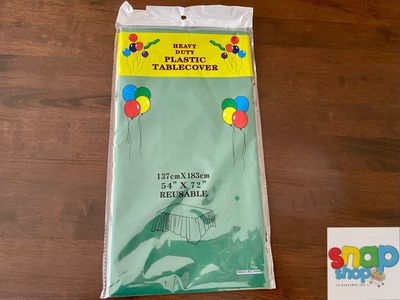 HEAVY
DUTY
PLASTIC
TABLECOVER
137cmX183cm
54" X 72"
REUSABLE
snap
shop